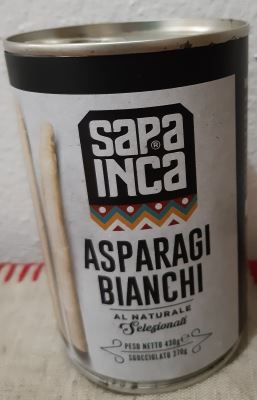 SAPA®
INCA
ASPARAGI
BIANCHI
AL NATURALE
Selezionati
PESO NETTO 430g e
SGOCCIOLATO 270g